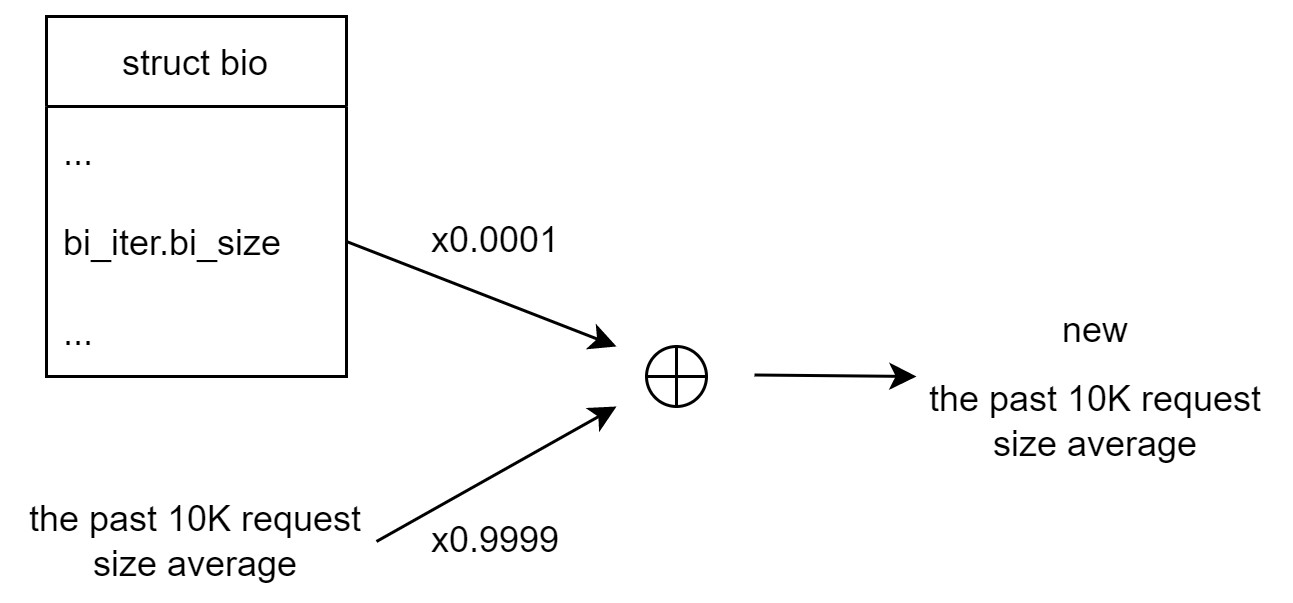 struct bio
...
bi_iter.bi_size
...
x0.0001
the past 10K request
size average
x0.9999
new
the past 10K request
size average